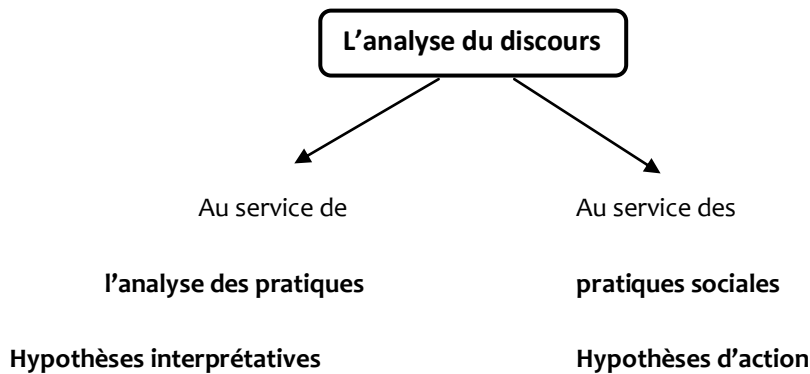 L’analyse du discours
Au service de
Au service des
l’analyse des pratiques
pratiques sociales
Hypothèses interprétatives
Hypothèses d’action